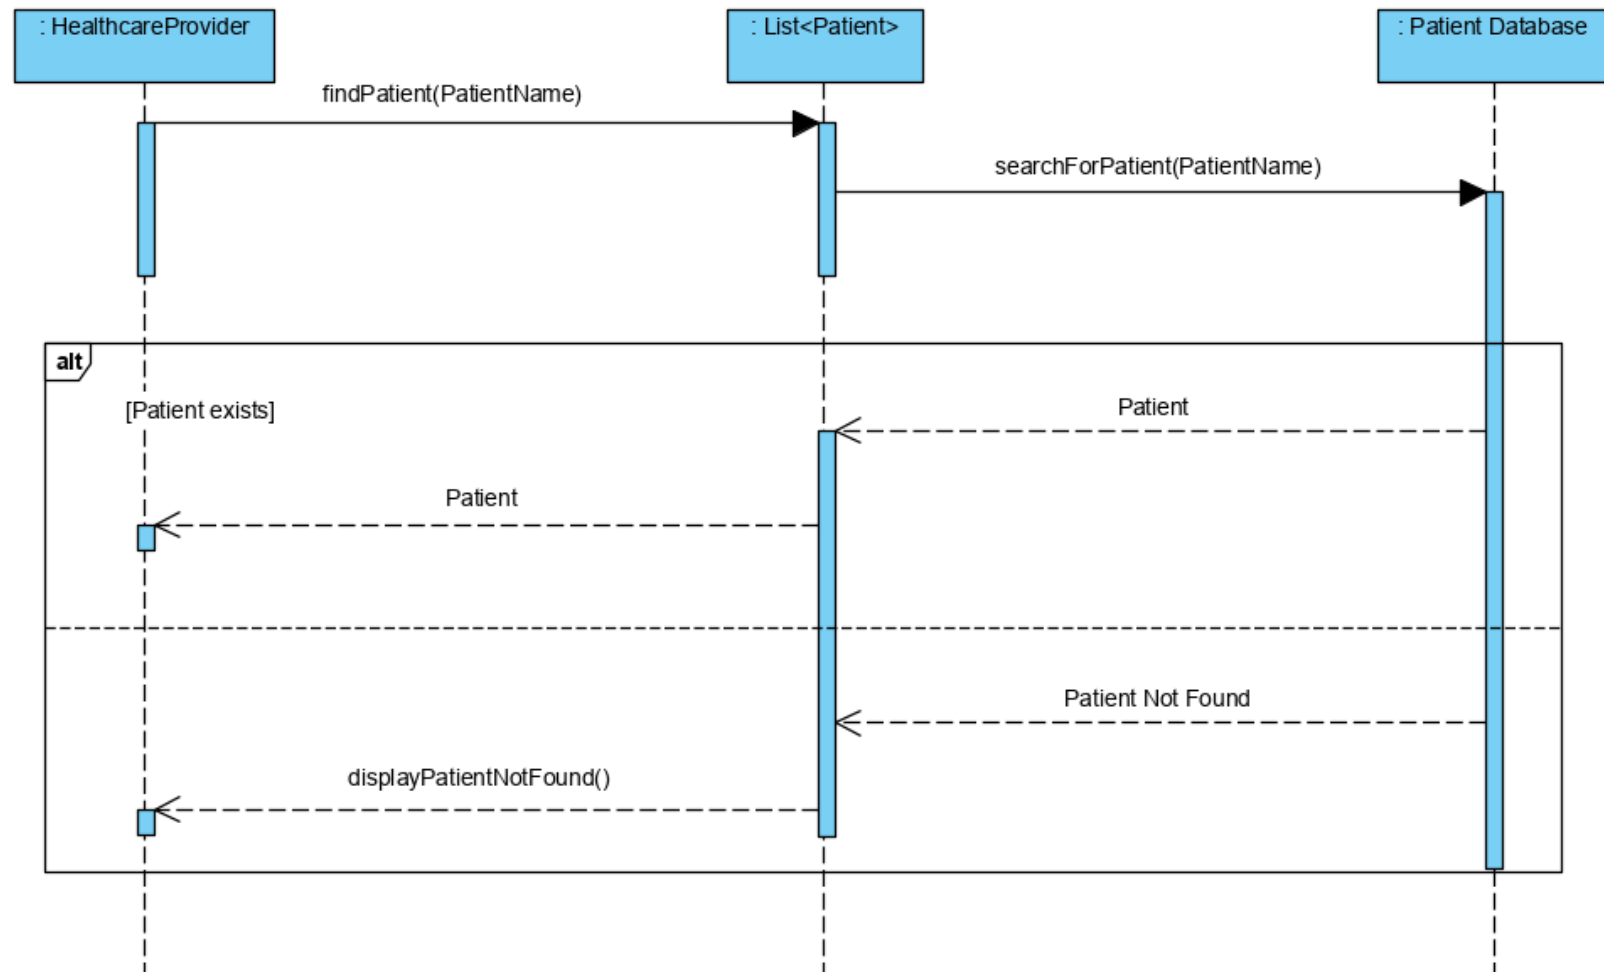 : HealthcareProvider
: List<Patient>
: Patient Database
findPatient(PatientName)
searchForPatient(PatientName)
alt
[Patient exists]
Patient
Patient
Patient Not Found
displayPatientNotFound()